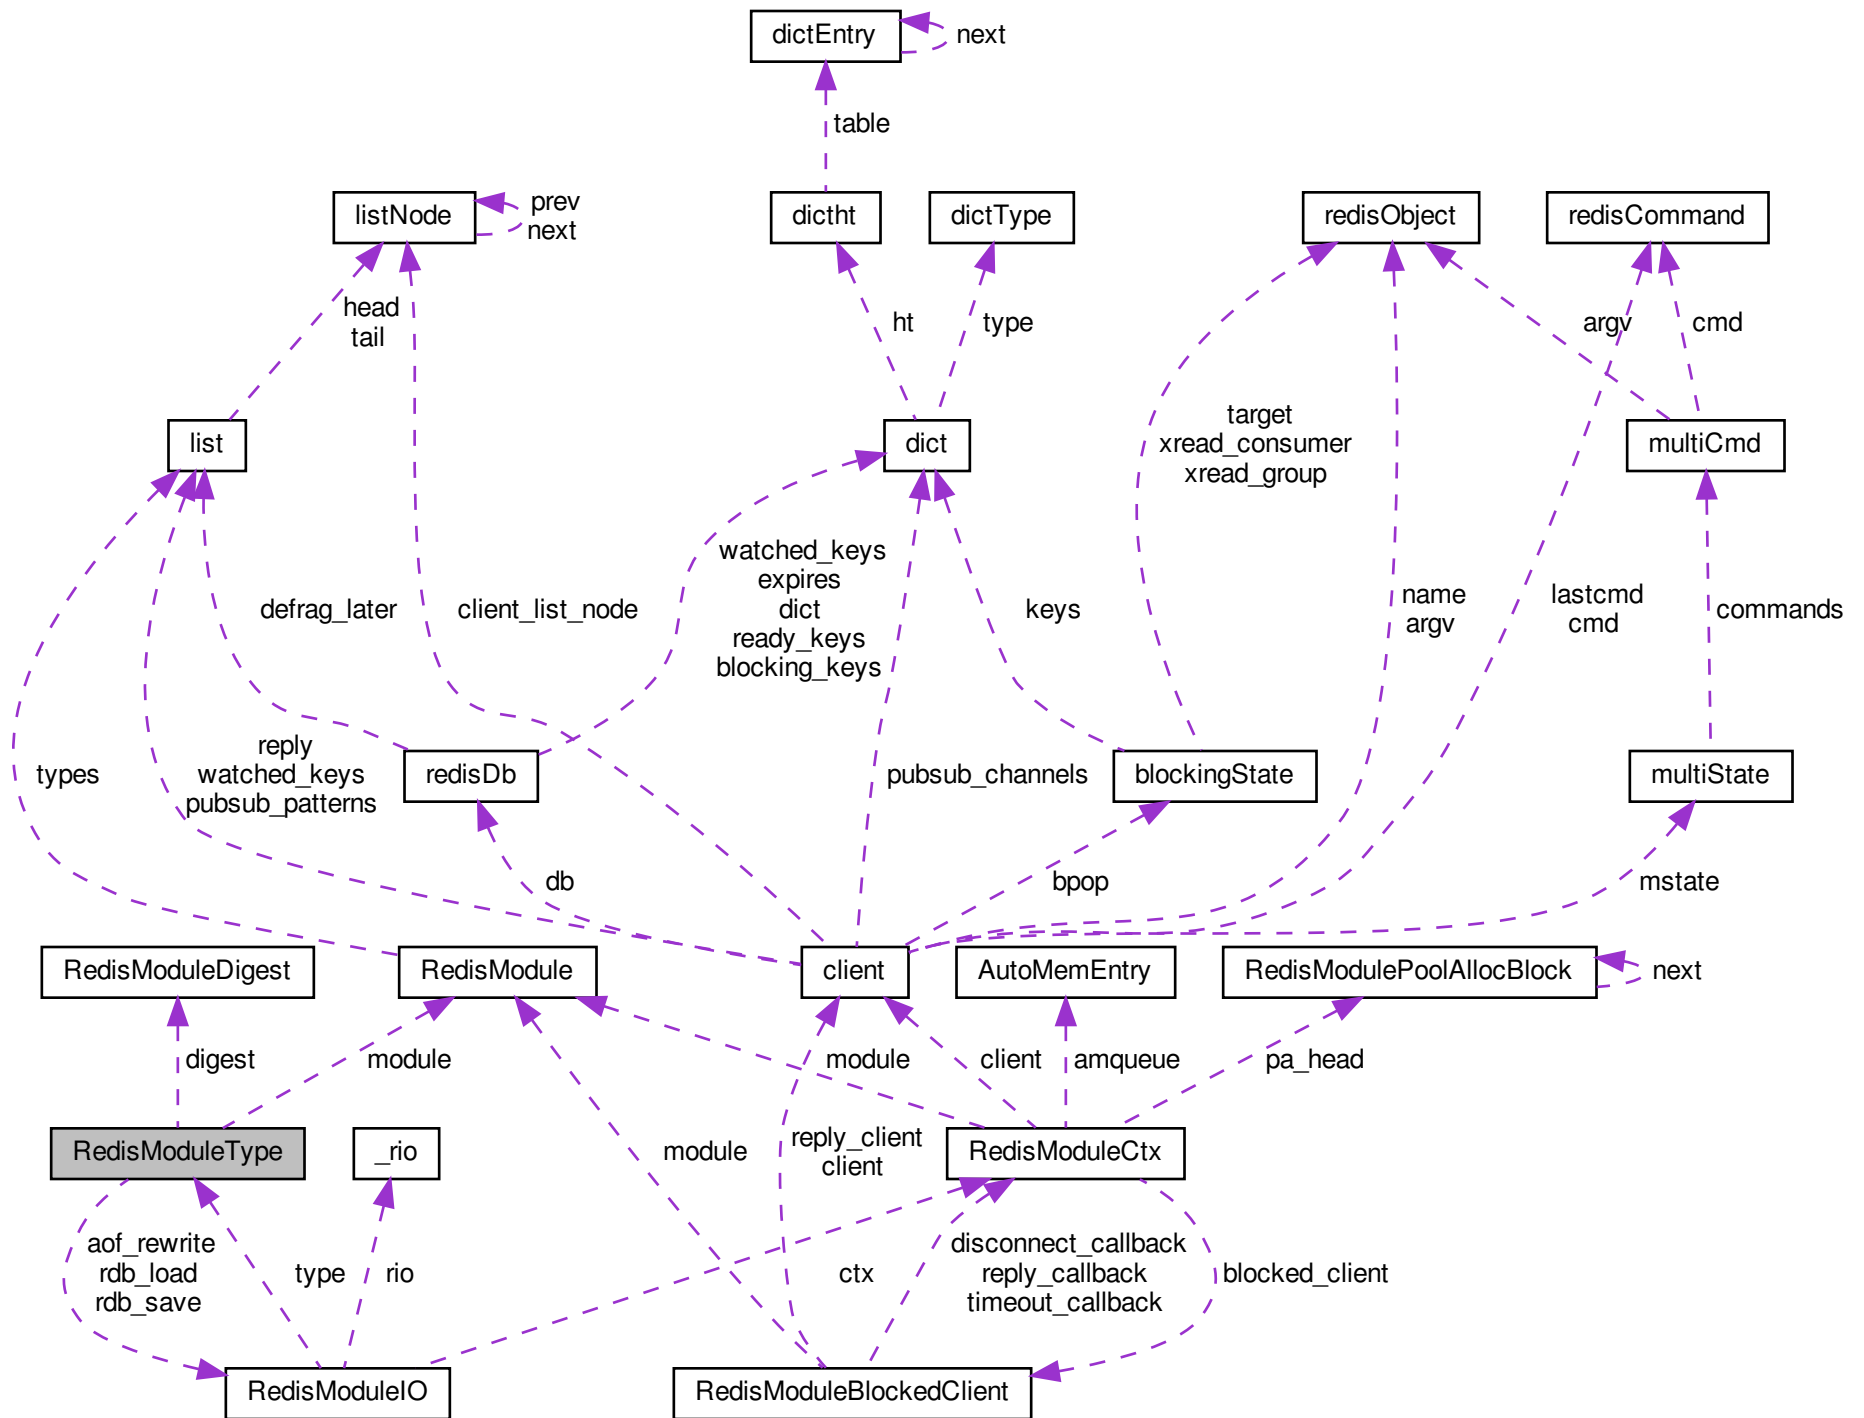 dictEntry
next
table
listNode
prev
next
dictht
dictType
redisObject
redisCommand
head
tail
ht
type
argv
cmd
list
dict
target
xread_consumer
xread_group
multiCmd
defrag_later
client_list_node
watched_keys
expires
dict
ready_keys
blocking_keys
keys
name
argv
lastcmd
cmd
commands
types
reply
watched_keys
pubsub_patterns
redisDb
pubsub_channels
blockingState
multiState
db
bpop
mstate
RedisModuleDigest
RedisModule
client
AutoMemEntry
RedisModulePoolAllocBlock
next
digest
module
module
client
amqueue
pa_head
RedisModuleType
_rio
module
reply_client
client
RedisModuleCtx
aof_rewrite
rdb_load
rdb_save
type
rio
ctx
disconnect_callback
reply_callback
timeout_callback
blocked_client
RedisModuleIO
RedisModuleBlockedClient